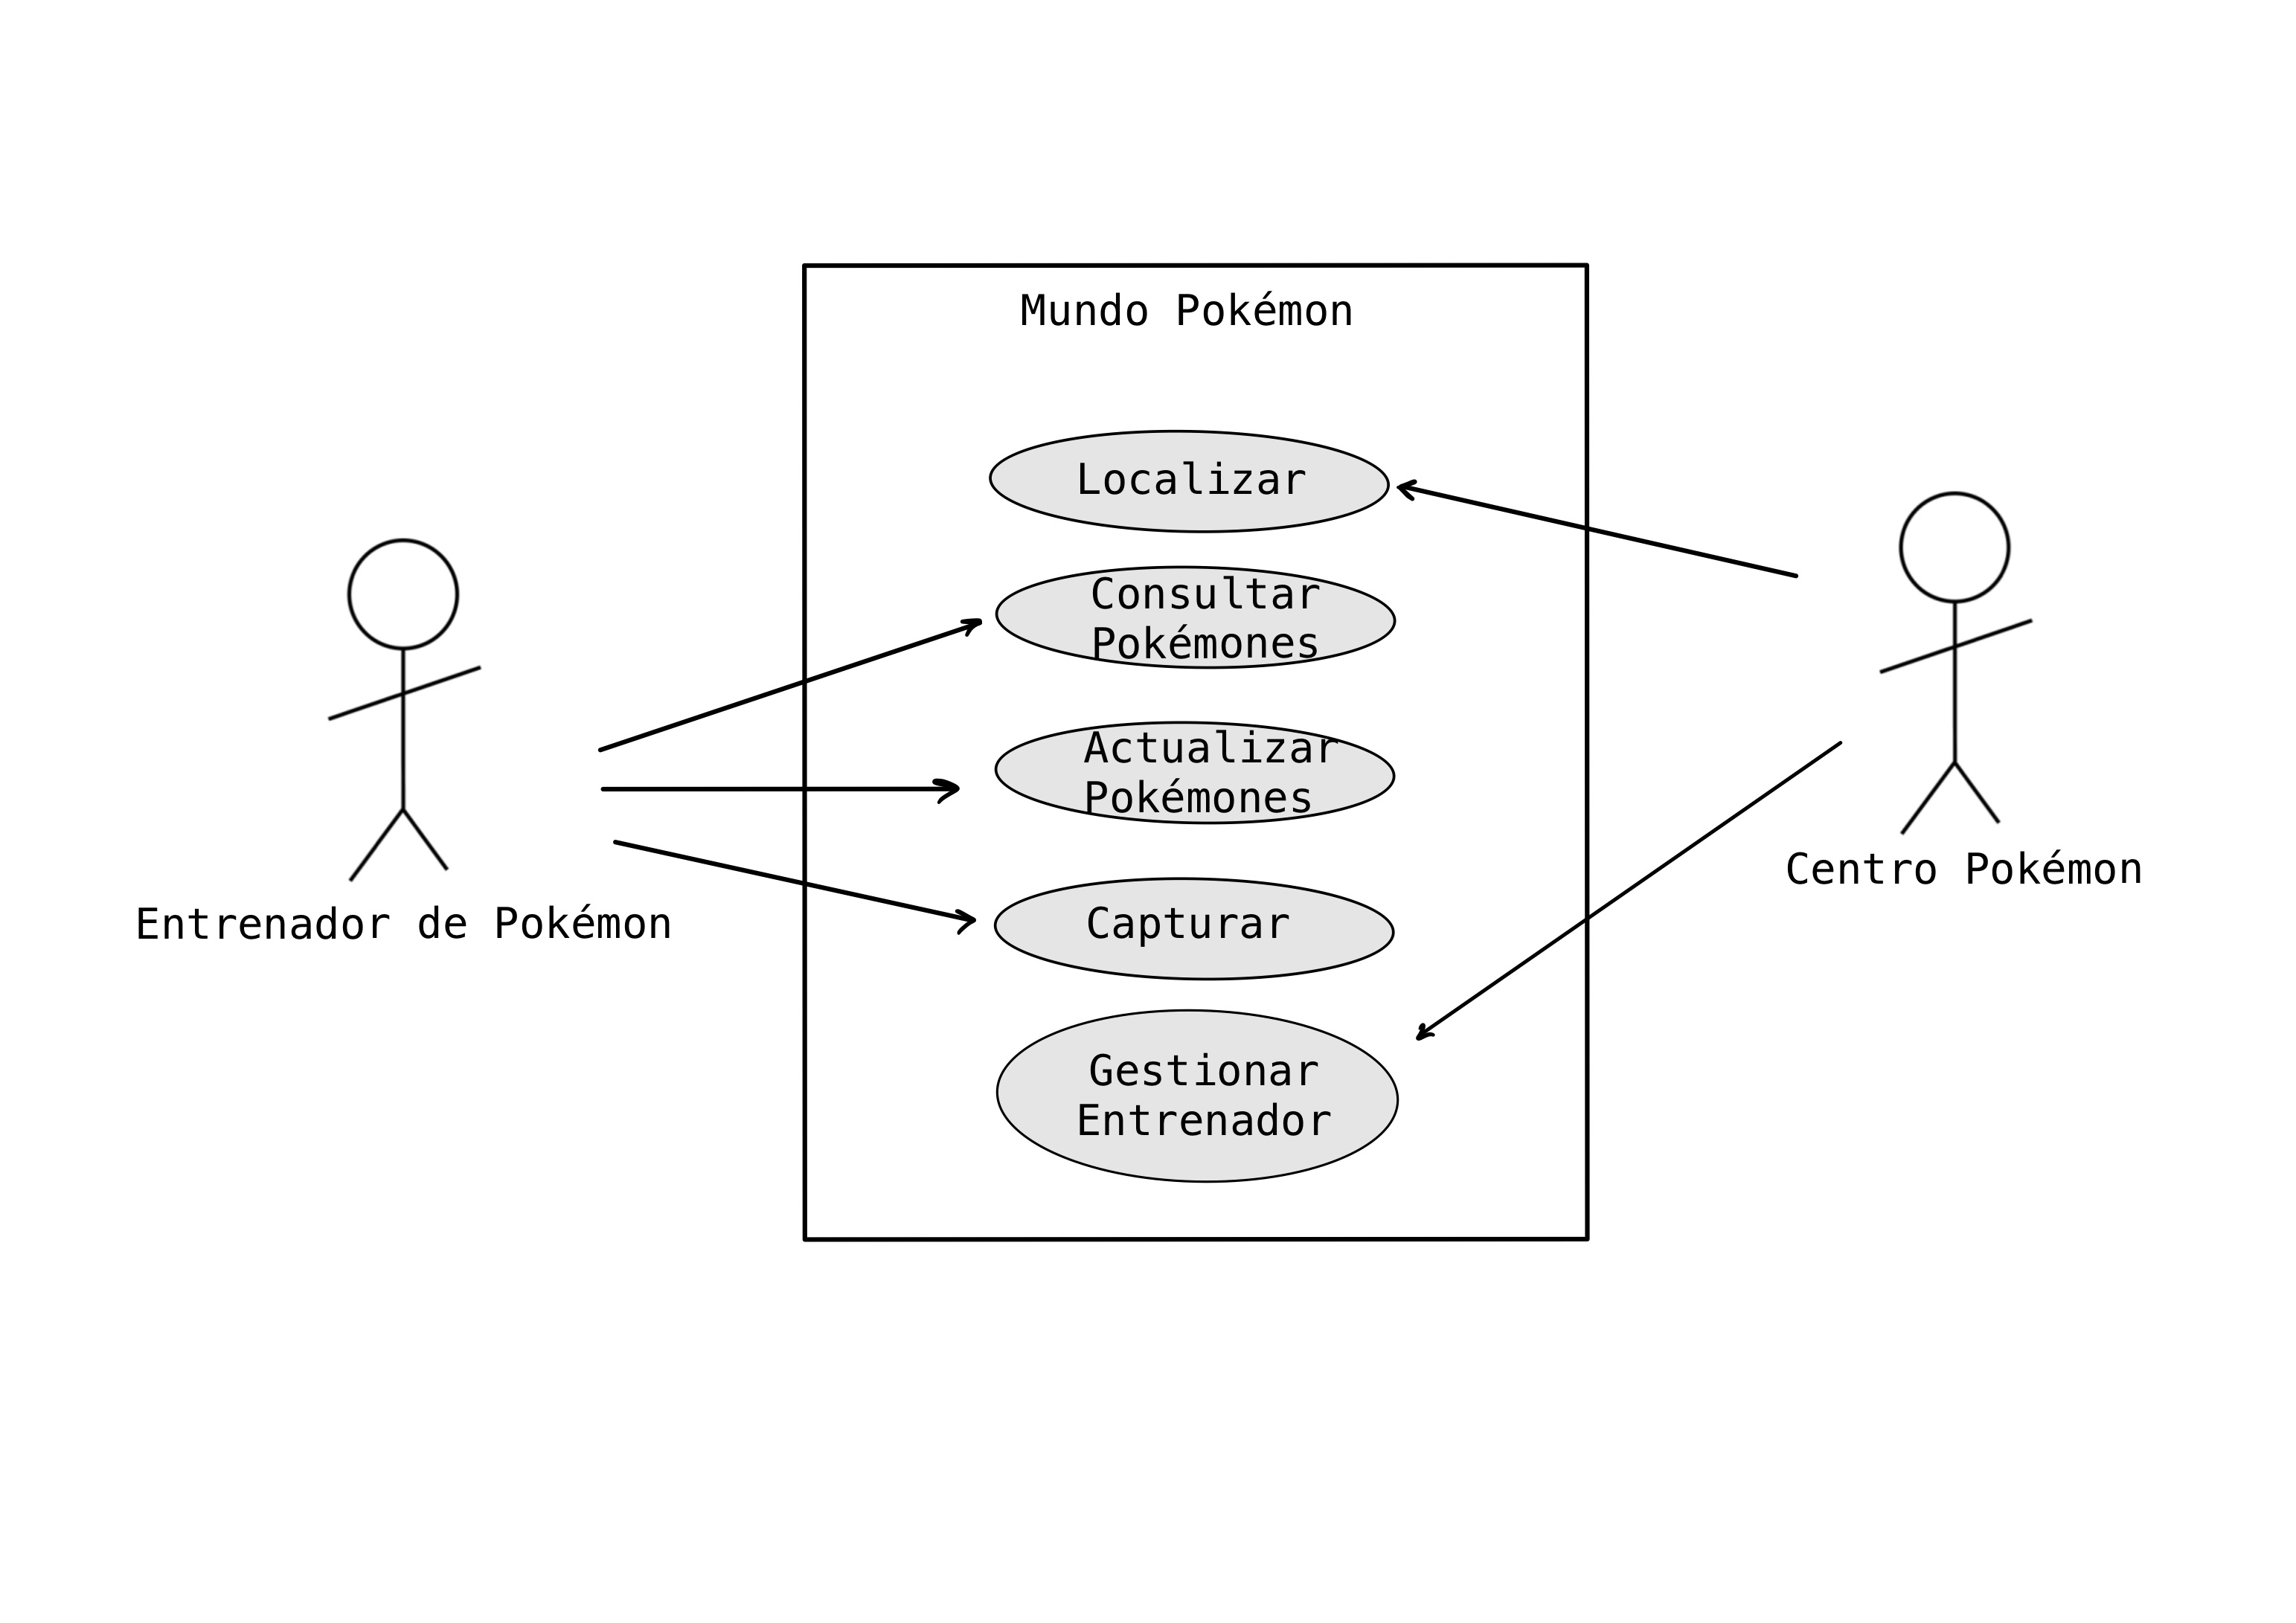 Mundo Pokémon
Localizar
Consultar
Pokémones
Actualizar
Pokémones
Capturar
Gestionar
Entrenador
Entrenador de Pokémon
Centro Pokémon